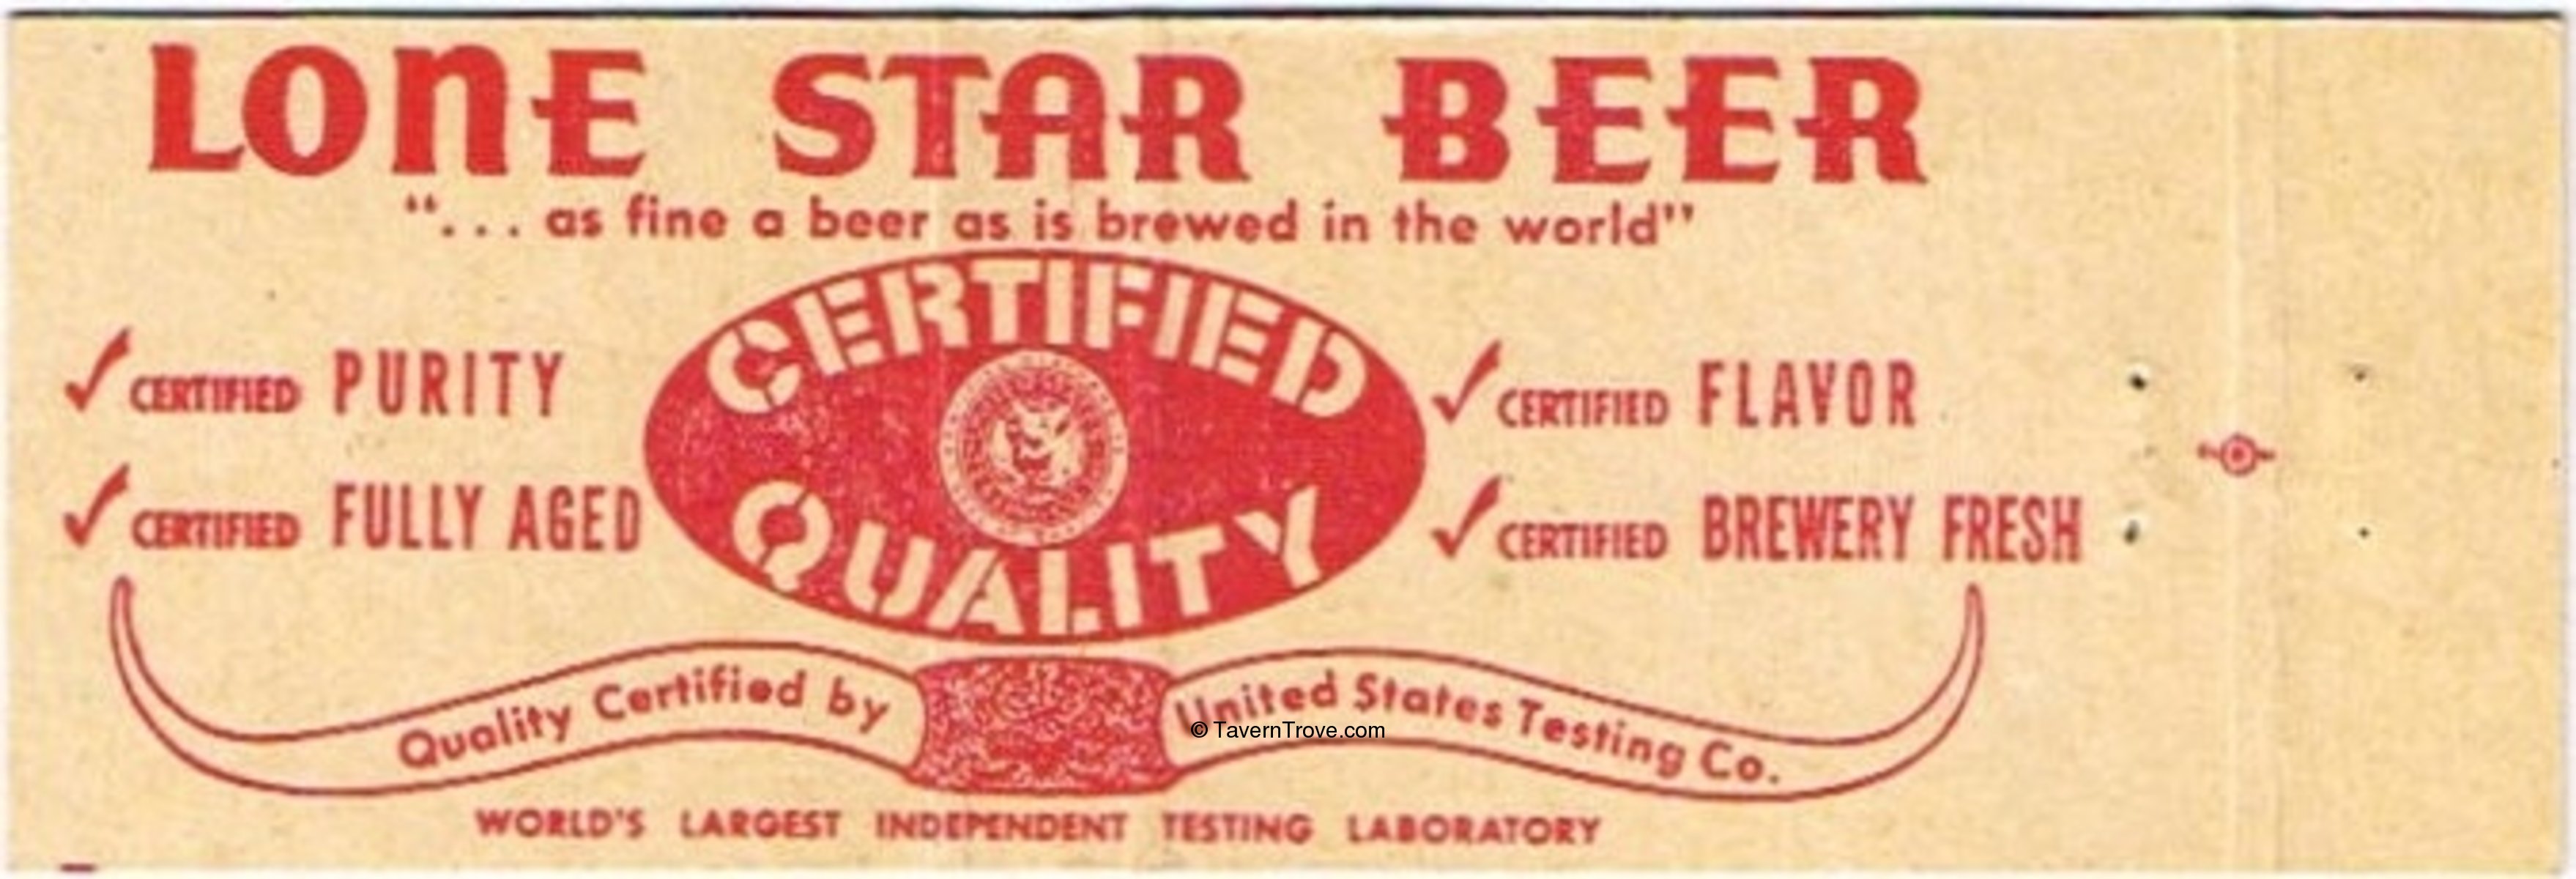 LONE STAR BEER
"... as fine a beer as is brewed in the world"
CERTIFIED
QUALITY
✓ CERTIFIED PURITY
✓ CERTIFIED FULLY AGED
✓ CERTIFIED FLAVOR
✓ CERTIFIED BREWERY FRESH
Quality Certified by United States Testing Co.
© TavernTrove.com
WORLD'S LARGEST INDEPENDENT TESTING LABORATORY